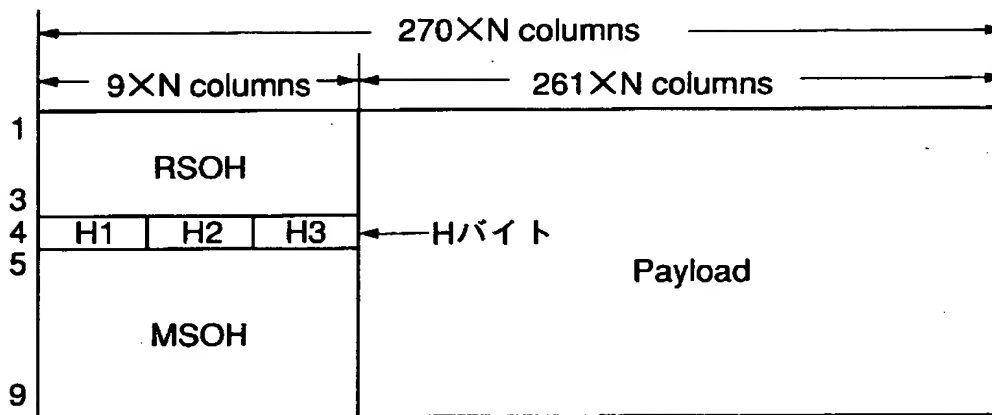 270×N columns
9×N columns
261×N columns
1
RSOH
3
4 H1 H2 H3 Hバイト
5
Payload
MSOH
9